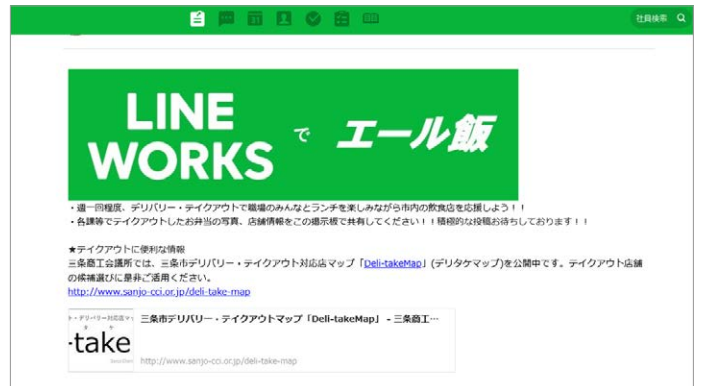 社員検索
LINE WORKS で エール飯
・週一回程度、デリバリー・テイクアウトで職場のみんなとランチを楽しみながら市内の飲食店を応援しよう!!
・各課等でテイクアウトしたお弁当の写真、店舗情報をこの掲示板で共有してください!!積極的な投稿お待ちしております!!
★テイクアウトに便利な情報
三条商工会議所では、三条市デリバリー・テイクアウト対応店マップ「Deli-takeMap」(デリタケマップ)を公開中です。テイクアウト店舗
の候補選びに是非ご活用ください。
http://www.sanjo-cci.or.jp/deli-take-map
三条市デリバリー・テイクアウトマップ「Deli-takeMap」 - 三条商工…
-take
http://www.sanjo-cci.or.jp/deli-take-map